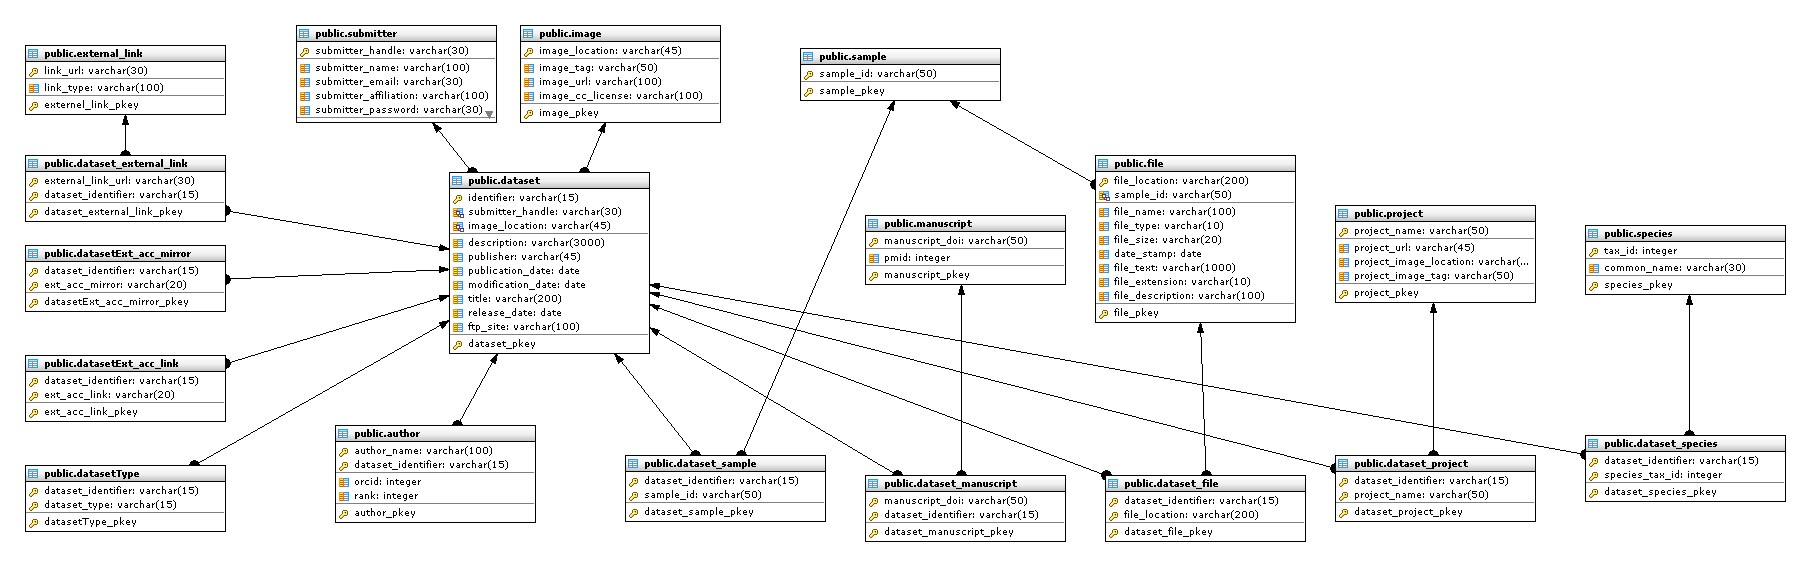 public.external_link
link_url: varchar(30)
link_type: varchar(100)
externel_link_pkey
public.submitter
submitter_handle: varchar(30)
submitter_name: varchar(100)
submitter_email: varchar(30)
submitter_affiliation: varchar(100)
submitter_password: varchar(30)
public.image
image_location: varchar(45)
image_tag: varchar(50)
image_url: varchar(100)
image_cc_license: varchar(100)
image_pkey
public.sample
sample_id: varchar(50)
sample_pkey
public.dataset_external_link
external_link_url: varchar(30)
dataset_identifier: varchar(15)
dataset_external_link_pkey
public.dataset
identifier: varchar(15)
submitter_handle: varchar(30)
image_location: varchar(45)
description: varchar(3000)
publisher: varchar(45)
publication_date: date
modification_date: date
title: varchar(200)
release_date: date
ftp_site: varchar(100)
dataset_pkey
public.file
file_location: varchar(200)
sample_id: varchar(50)
file_name: varchar(100)
file_type: varchar(10)
file_size: varchar(20)
date_stamp: date
file_text: varchar(1000)
file_extension: varchar(10)
file_description: varchar(100)
file_pkey
public.manuscript
manuscript_doi: varchar(50)
pmid: integer
manuscript_pkey
public.project
project_name: varchar(50)
project_url: varchar(45)
project_image_location: varchar(...
project_image_tag: varchar(50)
project_pkey
public.species
tax_id: integer
common_name: varchar(30)
species_pkey
public.datasetExt_acc_mirror
dataset_identifier: varchar(15)
ext_acc_mirror: varchar(20)
datasetExt_acc_mirror_pkey
public.datasetExt_acc_link
dataset_identifier: varchar(15)
ext_acc_link: varchar(20)
ext_acc_link_pkey
public.datasetType
dataset_identifier: varchar(15)
dataset_type: varchar(15)
datasetType_pkey
public.author
author_name: varchar(100)
dataset_identifier: varchar(15)
orcid: integer
rank: integer
author_pkey
public.dataset_sample
dataset_identifier: varchar(15)
sample_id: varchar(50)
dataset_sample_pkey
public.dataset_manuscript
manuscript_doi: varchar(50)
dataset_identifier: varchar(15)
dataset_manuscript_pkey
public.dataset_file
dataset_identifier: varchar(15)
file_location: varchar(200)
dataset_file_pkey
public.dataset_project
dataset_identifier: varchar(15)
project_name: varchar(50)
dataset_project_pkey
public.dataset_species
dataset_identifier: varchar(15)
species_tax_id: integer
dataset_species_pkey